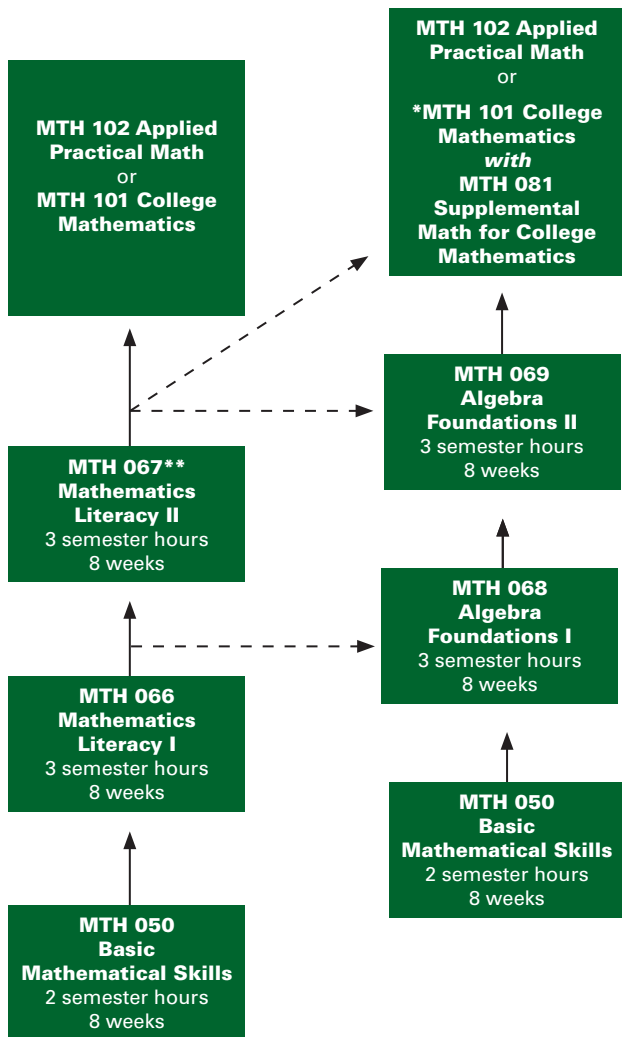 MTH 102 Applied
Practical Math
or
MTH 101 College
Mathematics
MTH 102 Applied
Practical Math
or
*MTH 101 College
Mathematics
with
MTH 081
Supplemental
Math for College
Mathematics
MTH 067**
Mathematics
Literacy II
3 semester hours
8 weeks
MTH 069
Algebra
Foundations II
3 semester hours
8 weeks
MTH 066
Mathematics
Literacy I
3 semester hours
8 weeks
MTH 068
Algebra
Foundations I
3 semester hours
8 weeks
MTH 050
Basic
Mathematical Skills
2 semester hours
8 weeks
MTH 050
Basic
Mathematical Skills
2 semester hours
8 weeks